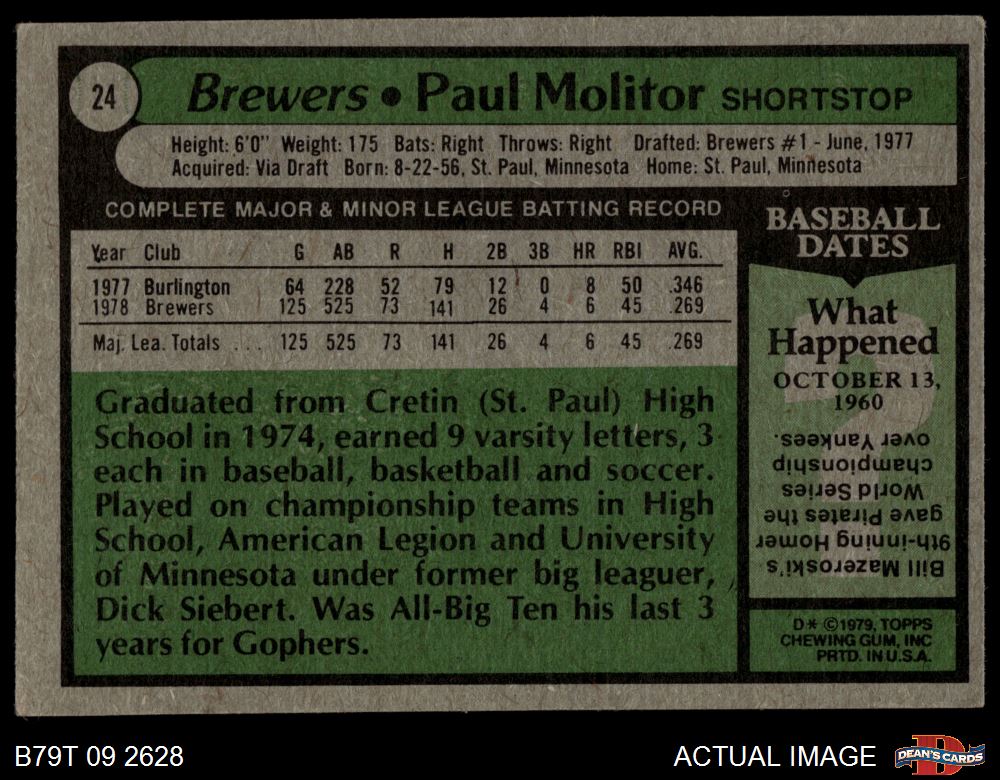 24
Brewers • Paul Molitor SHORTSTOP
Height: 6'0" Weight: 175 Bats: Right Throws: Right Drafted: Brewers #1 - June, 1977
Acquired: Via Draft Born: 8-22-56, St. Paul, Minnesota Home: St. Paul, Minnesota
COMPLETE MAJOR & MINOR LEAGUE BATTING RECORD
Year Club G AB R H 2B 3B HR RBI AVG.
1977 Burlington 64 228 52 79 12 0 8 50 .346
1978 Brewers 125 525 73 141 26 4 6 45 .269
Maj. Lea. Totals . . . 125 525 73 141 26 4 6 45 .269
Graduated from Cretin (St. Paul) High
School in 1974, earned 9 varsity letters, 3
each in baseball, basketball and soccer.
Played on championship teams in High
School, American Legion and University
of Minnesota under former big leaguer,
Dick Siebert. Was All-Big Ten his last 3
years for Gophers.
BASEBALL
DATES
What
Happened
OCTOBER 13,
1960
Bill Mazeroski's
9th-inning Homer
gave Pirates the
World Series
championship
over Yankees.
D* ©1979, TOPPS
CHEWING GUM, INC
PRTD. IN U.S.A.
B79T 09 2628
ACTUAL IMAGE
DEAN'S CARDS